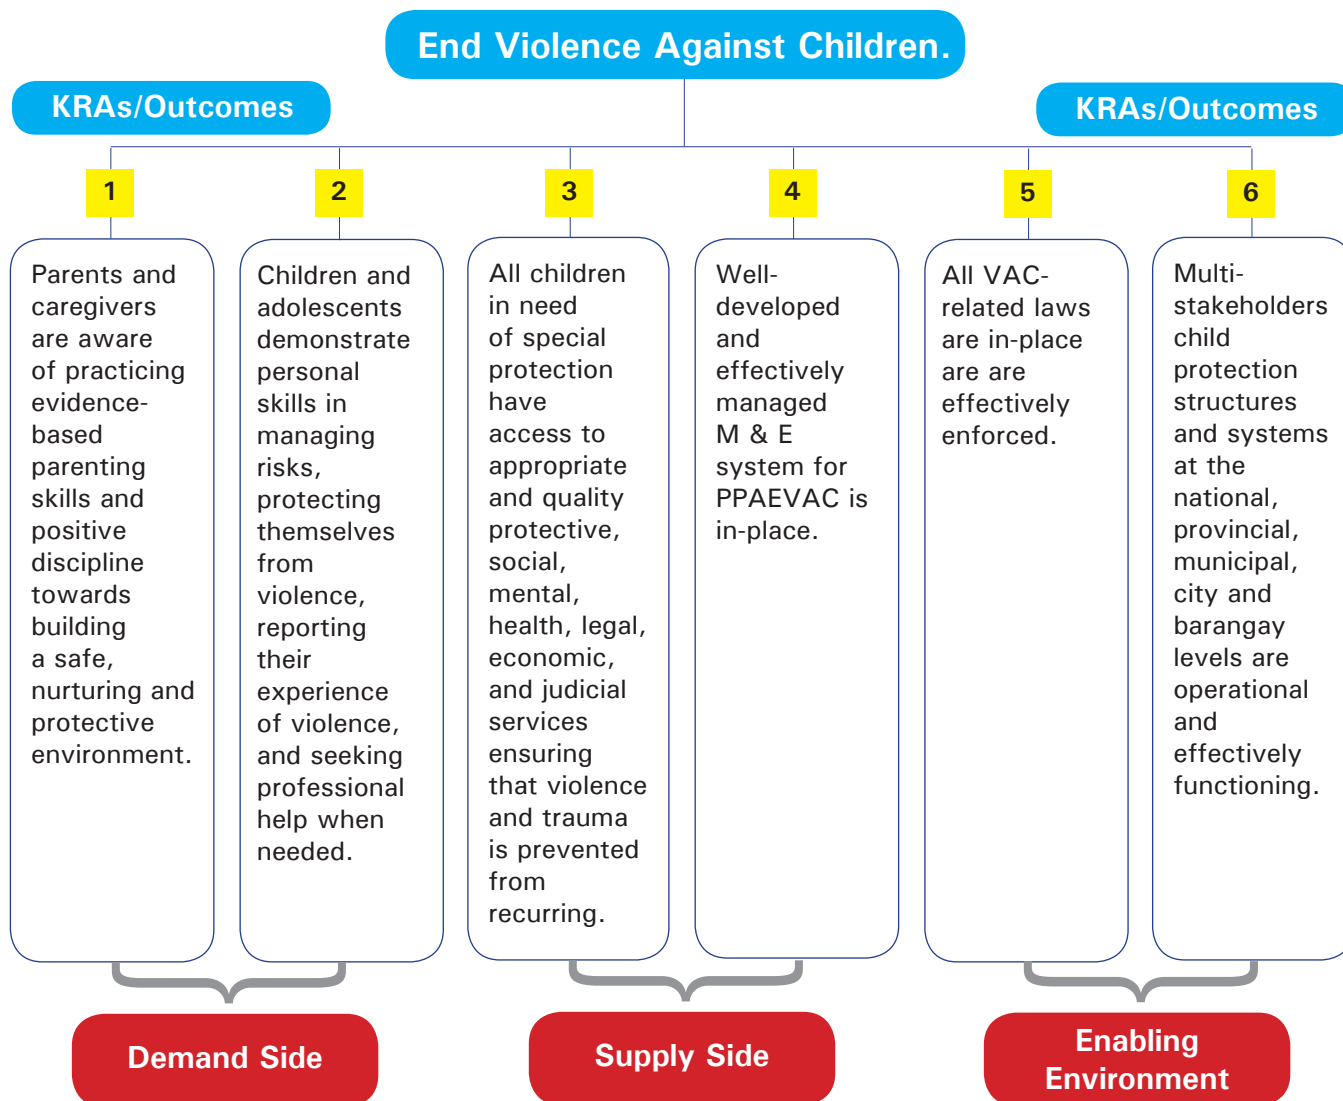 End Violence Against Children.
KRAs/Outcomes
KRAs/Outcomes
1
2
3
4
5
6
Parents and
caregivers
are aware
of practicing
evidence-
based
parenting
skills and
positive
discipline
towards
building
a safe,
nurturing and
protective
environment.
Children and
adolescents
demonstrate
personal
skills in
managing
risks,
protecting
themselves
from
violence,
reporting
their
experience
of violence,
and seeking
professional
help when
needed.
All children
in need
of special
protection
have
access to
appropriate
and quality
protective,
social,
mental,
health, legal,
economic,
and judicial
services
ensuring
that violence
and trauma
is prevented
from
recurring.
Well-
developed
and
effectively
managed
M & E
system for
PPAEVAC is
in-place.
All VAC-
related laws
are in-place
are are
effectively
enforced.
Multi-
stakeholders
child
protection
structures
and systems
at the
national,
provincial,
municipal,
city and
barangay
levels are
operational
and
effectively
functioning.
Demand Side
Supply Side
Enabling
Environment